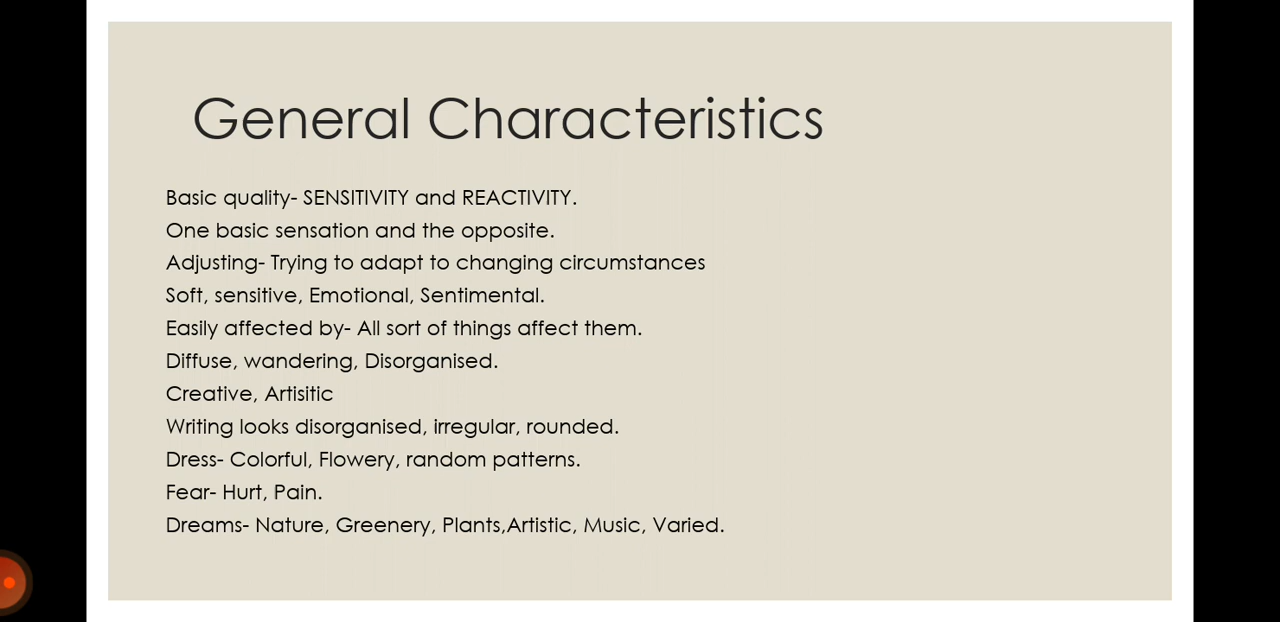 General Characteristics
Basic quality- SENSITIVITY and REACTIVITY.
One basic sensation and the opposite.
Adjusting- Trying to adapt to changing circumstances
Soft, sensitive, Emotional, Sentimental.
Easily affected by- All sort of things affect them.
Diffuse, wandering, Disorganised.
Creative, Artisitic
Writing looks disorganised, irregular, rounded.
Dress- Colorful, Flowery, random patterns.
Fear- Hurt, Pain.
Dreams- Nature, Greenery, Plants,Artistic, Music, Varied.